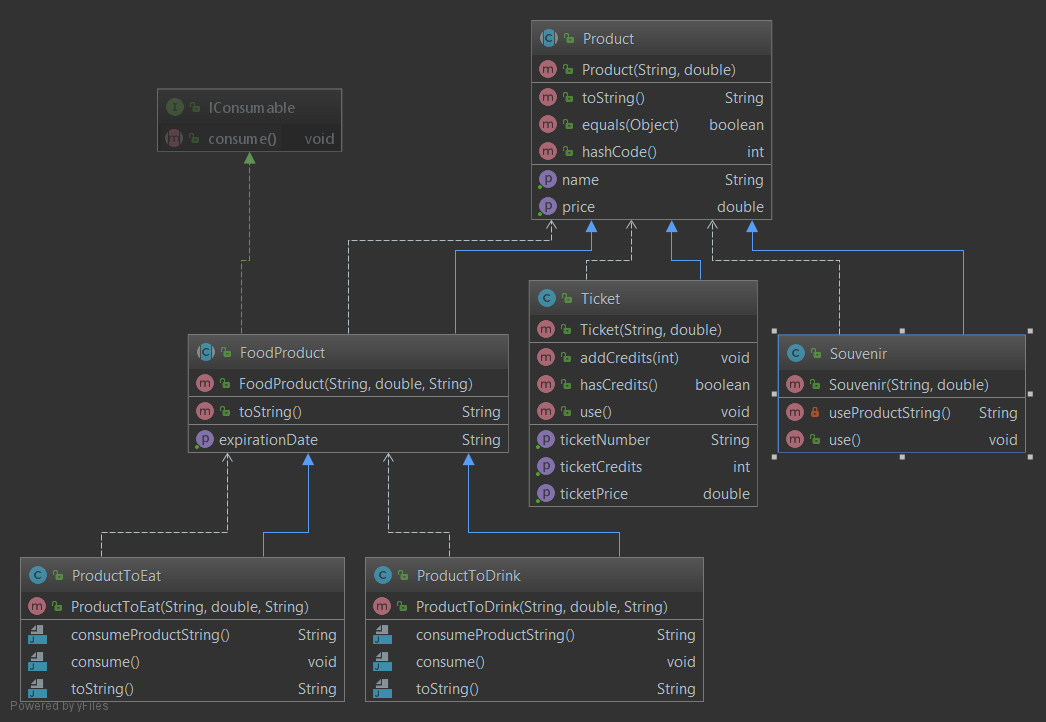 Product
Product(String, double)
toString() String
equals(Object) boolean
hashCode() int
name String
price double
IConsumable
consume() void
FoodProduct
FoodProduct(String, double, String)
toString() String
expirationDate String
Ticket
Ticket(String, double)
addCredits(int) void
hasCredits() boolean
use() void
ticketNumber String
ticketCredits int
ticketPrice double
Souvenir
Souvenir(String, double)
useProductString() String
use() void
ProductToEat
ProductToEat(String, double, String)
consumeProductString() String
consume() void
toString() String
ProductToDrink
ProductToDrink(String, double, String)
consumeProductString() String
consume() void
toString() String
Powered by yFiles